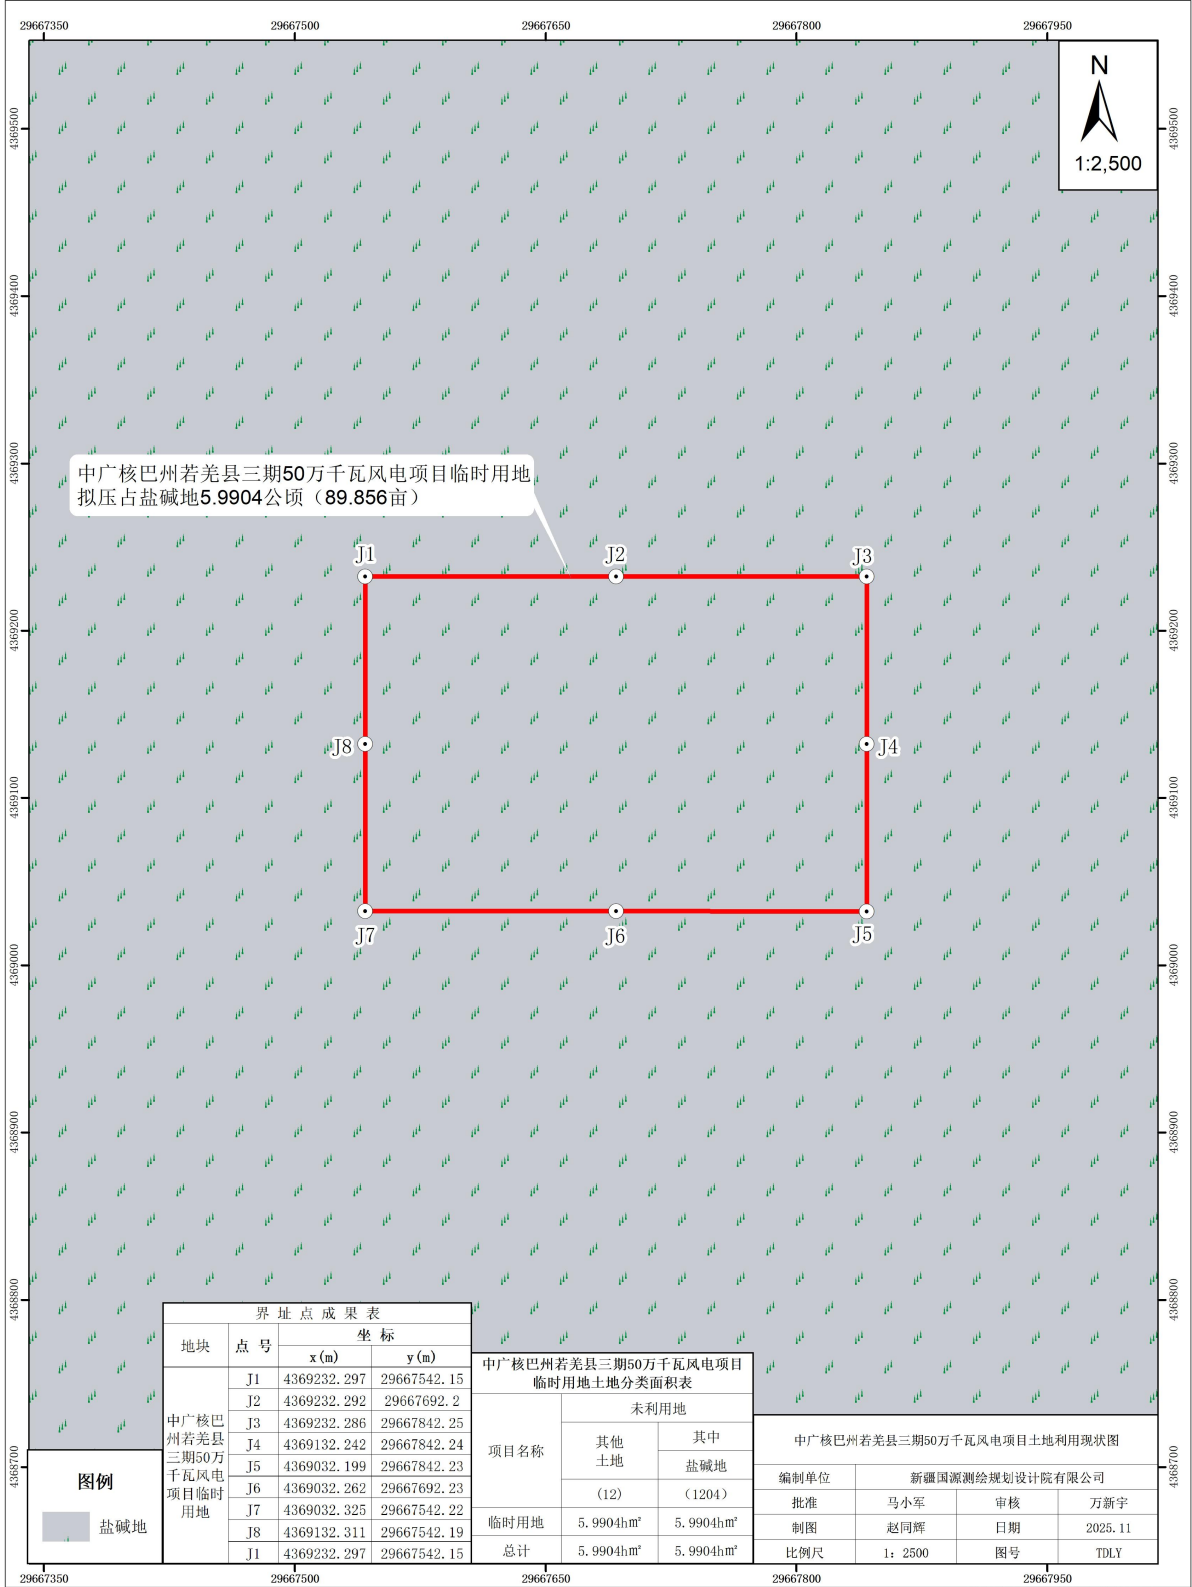 29667350 29667500 29667650 29667800 29667950
N
1:2,500
4369500 4369500
4369400 4369400
4369300 4369300
中广核巴州若羌县三期50万千瓦风电项目临时用地
拟压占盐碱地5.9904公顷（89.856亩）
J1 J2 J3
4369200 4369200
J8 J4
4369100 4369100
J7 J6 J5
4369000 4369000
4368900 4368900
4368800 4368800
4368700 4368700
图例
盐碱地
界址点成果表
地块 点号 坐标
x(m) y(m)
中广核巴
州若羌县
三期50万
千瓦风电
项目临时
用地
J1 4369232.297 29667542.15
J2 4369232.292 29667692.2
J3 4369232.286 29667842.25
J4 4369132.242 29667842.24
J5 4369032.199 29667842.23
J6 4369032.262 29667692.23
J7 4369032.325 29667542.22
J8 4369132.311 29667542.19
J1 4369232.297 29667542.15
中广核巴州若羌县三期50万千瓦风电项目
临时用地土地分类面积表
项目名称 未利用地
其他
土地
其中
盐碱地
(12) （1204）
临时用地 5.9904hm² 5.9904hm²
总计 5.9904hm² 5.9904hm²
中广核巴州若羌县三期50万千瓦风电项目土地利用现状图
编制单位 新疆国源测绘规划设计院有限公司
批准 马小军 审核 万新宇
制图 赵同辉 日期 2025.11
比例尺 1: 2500 图号 TDLY
29667350 29667500 29667650 29667800 29667950